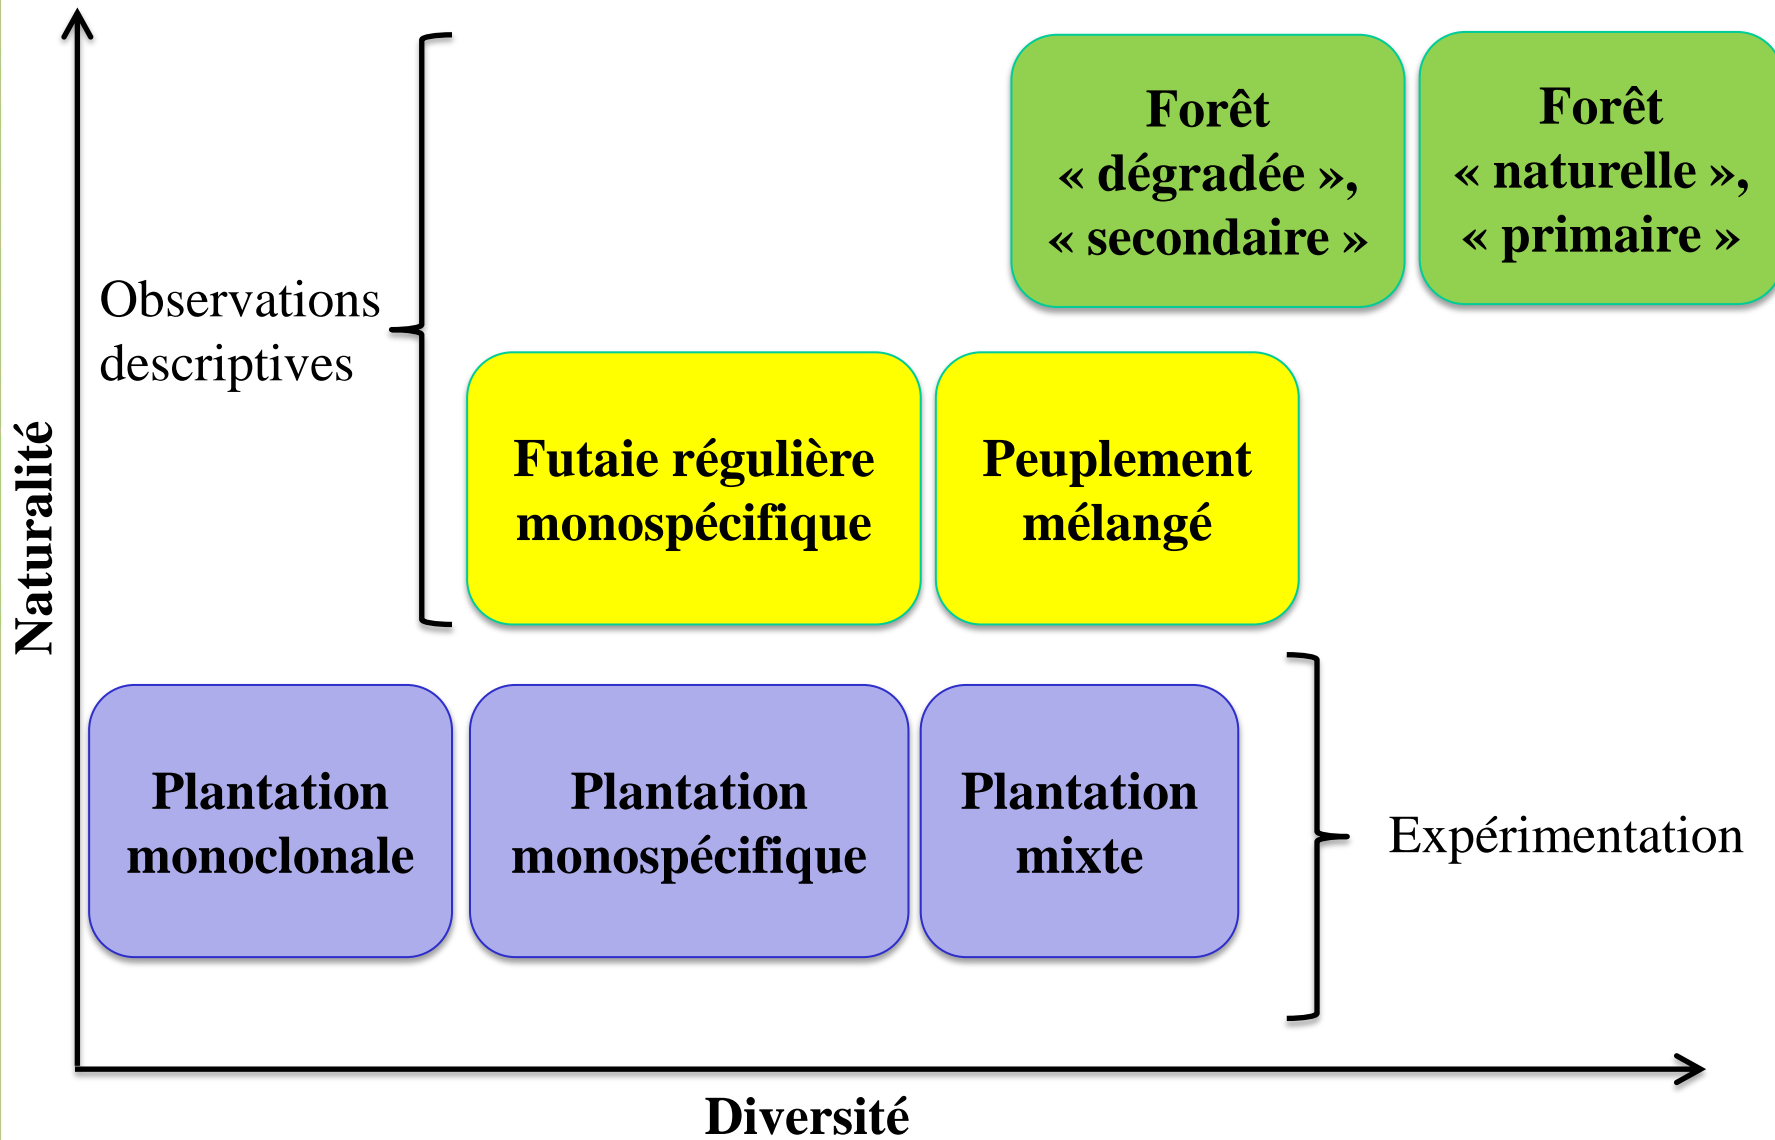 Forêt
« dégradée »,
« secondaire »
Forêt
« naturelle »,
« primaire »
Observations
descriptives
Futaie régulière
monospécifique
Peuplement
mélangé
Naturalité
Plantation
monoclonale
Plantation
monospécifique
Plantation
mixte
Expérimentation
Diversité